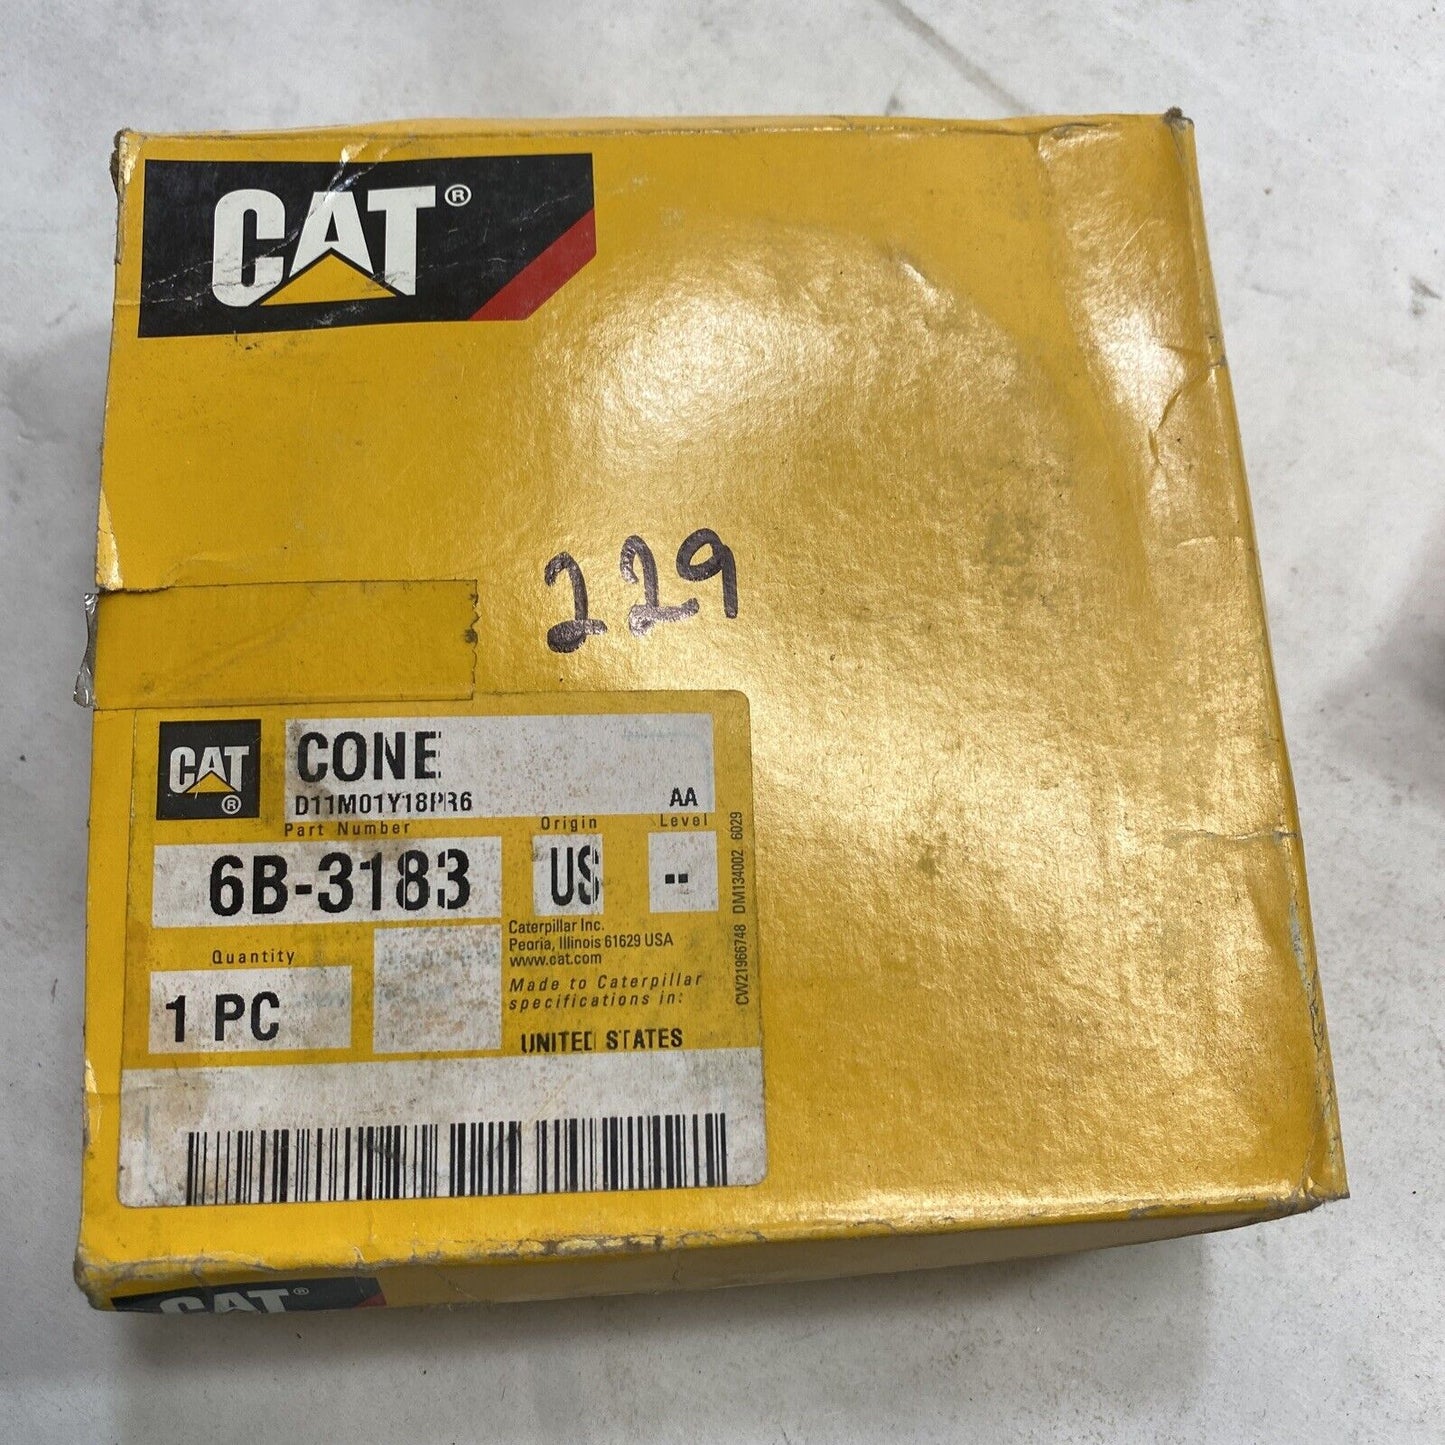 CAT®
229
CAT®
CONE
D11M01Y18PR6 AA
Part Number Origin Level
6B-3183 US --
Caterpillar Inc.
Peoria, Illinois 61629 USA
www.cat.com
Quantity
1 PC
Made to Caterpillar
specifications in:
UNITED STATES
CW21966748 DM134002 6029
CAT®